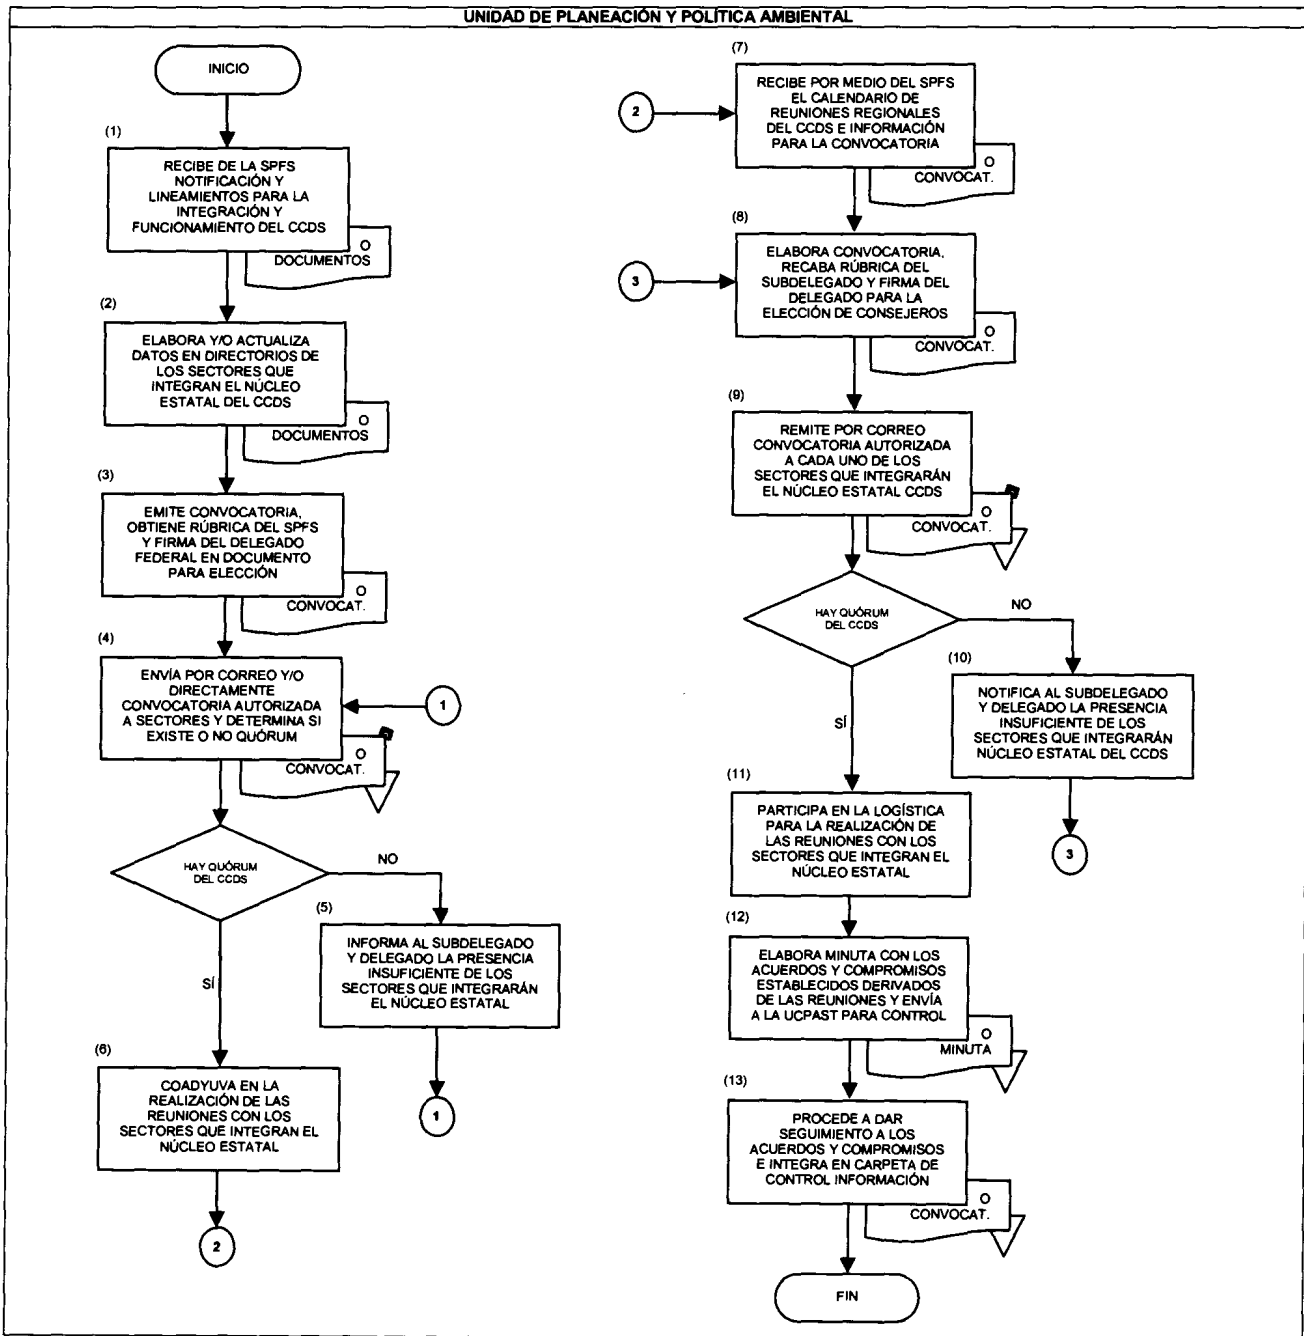 UNIDAD DE PLANEACIÓN Y POLÍTICA AMBIENTAL
INICIO
(1)
RECIBE DE LA SPFS
NOTIFICACIÓN Y
LINEAMIENTOS PARA LA
INTEGRACIÓN Y
FUNCIONAMIENTO DEL CCDS
O
DOCUMENTOS
(2)
ELABORA Y/O ACTUALIZA
DATOS EN DIRECTORIOS DE
LOS SECTORES QUE
INTEGRAN EL NÚCLEO
ESTATAL DEL CCDS
O
DOCUMENTOS
(3)
EMITE CONVOCATORIA,
OBTIENE RÚBRICA DEL SPFS
Y FIRMA DEL DELEGADO
FEDERAL EN DOCUMENTO
PARA ELECCIÓN
O
CONVOCAT.
(4)
ENVÍA POR CORREO Y/O
DIRECTAMENTE
CONVOCATORIA AUTORIZADA
A SECTORES Y DETERMINA SI
EXISTE O NO QUÓRUM
1
O
CONVOCAT.
HAY QUÓRUM
DEL CCDS
NO
SÍ
(5)
INFORMA AL SUBDELEGADO
Y DELEGADO LA PRESENCIA
INSUFICIENTE DE LOS
SECTORES QUE INTEGRARÁN
EL NÚCLEO ESTATAL
1
(6)
COADYUVA EN LA
REALIZACIÓN DE LAS
REUNIONES CON LOS
SECTORES QUE INTEGRAN EL
NÚCLEO ESTATAL
2
(7)
2
RECIBE POR MEDIO DEL SPFS
EL CALENDARIO DE
REUNIONES REGIONALES
DEL CCDS E INFORMACIÓN
PARA LA CONVOCATORIA
O
CONVOCAT.
(8)
3
ELABORA CONVOCATORIA,
RECABA RÚBRICA DEL
SUBDELEGADO Y FIRMA DEL
DELEGADO PARA LA
ELECCIÓN DE CONSEJEROS
O
CONVOCAT.
(9)
REMITE POR CORREO
CONVOCATORIA AUTORIZADA
A CADA UNO DE LOS
SECTORES QUE INTEGRARÁN
EL NÚCLEO ESTATAL CCDS
O
CONVOCAT.
HAY QUÓRUM
DEL CCDS
NO
SÍ
(10)
NOTIFICA AL SUBDELEGADO
Y DELEGADO LA PRESENCIA
INSUFICIENTE DE LOS
SECTORES QUE INTEGRARÁN
NÚCLEO ESTATAL DEL CCDS
3
(11)
PARTICIPA EN LA LOGÍSTICA
PARA LA REALIZACIÓN DE
LAS REUNIONES CON LOS
SECTORES QUE INTEGRAN EL
NÚCLEO ESTATAL
(12)
ELABORA MINUTA CON LOS
ACUERDOS Y COMPROMISOS
ESTABLECIDOS DERIVADOS
DE LAS REUNIONES Y ENVÍA
A LA UCPAST PARA CONTROL
O
MINUTA
(13)
PROCEDE A DAR
SEGUIMIENTO A LOS
ACUERDOS Y COMPROMISOS
E INTEGRA EN CARPETA DE
CONTROL INFORMACIÓN
O
CONVOCAT.
FIN